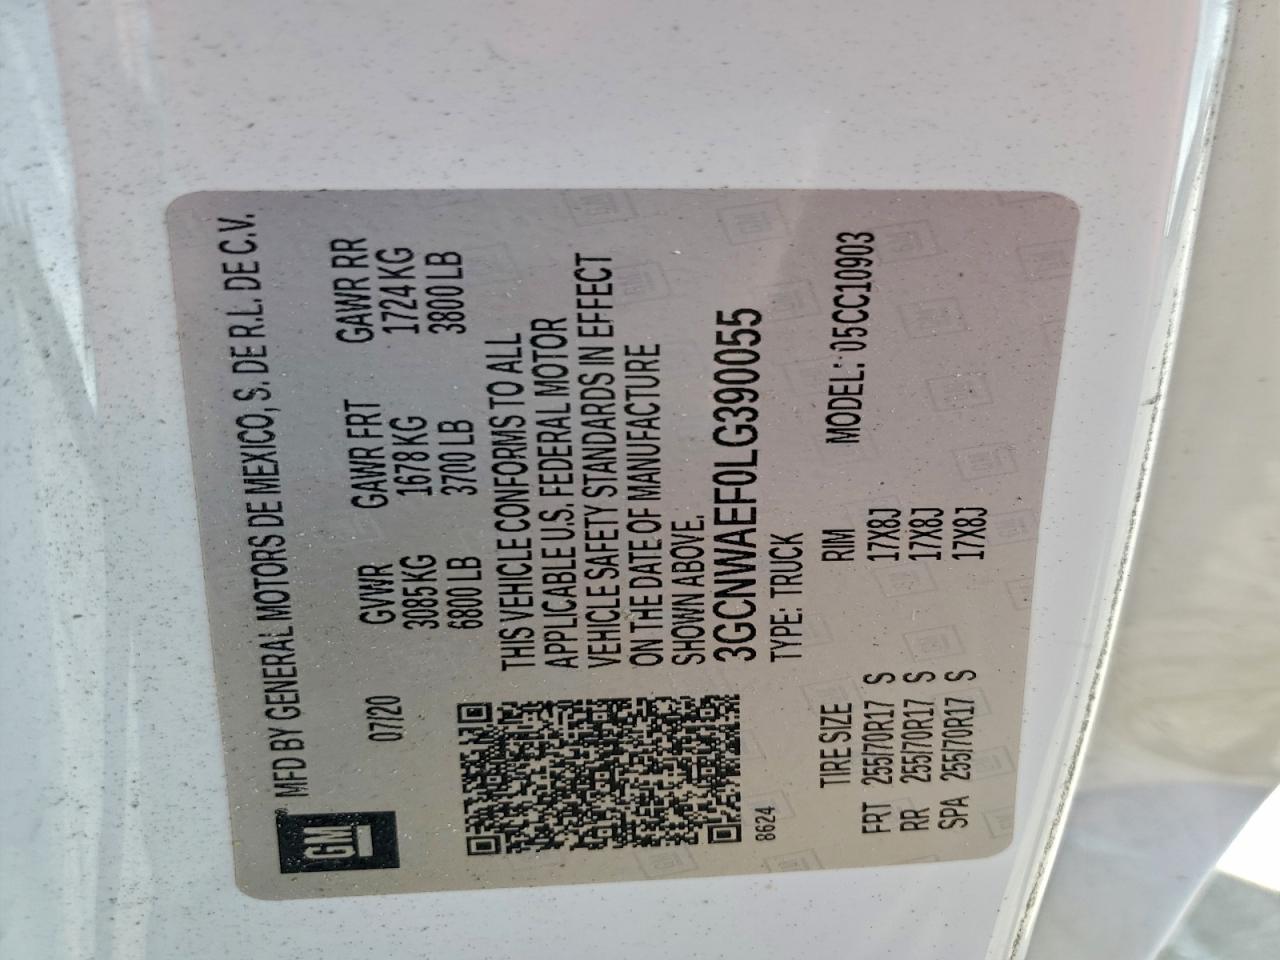 GM
MFD BY GENERAL MOTORS DE MEXICO, S. DE R.L. DE C.V.
07/20
GVWR GAWR FRT GAWR RR
3085 KG 1678 KG 1724 KG
6800 LB 3700 LB 3800 LB
THIS VEHICLE CONFORMS TO ALL
APPLICABLE U.S. FEDERAL MOTOR
VEHICLE SAFETY STANDARDS IN EFFECT
ON THE DATE OF MANUFACTURE
SHOWN ABOVE.
3GCNWAEF0LG390055
TYPE: TRUCK
8624
MODEL: 05CC10903
TIRE SIZE RIM
FRT 255/70R17 S 17X8J
RR 255/70R17 S 17X8J
SPA 255/70R17 S 17X8J